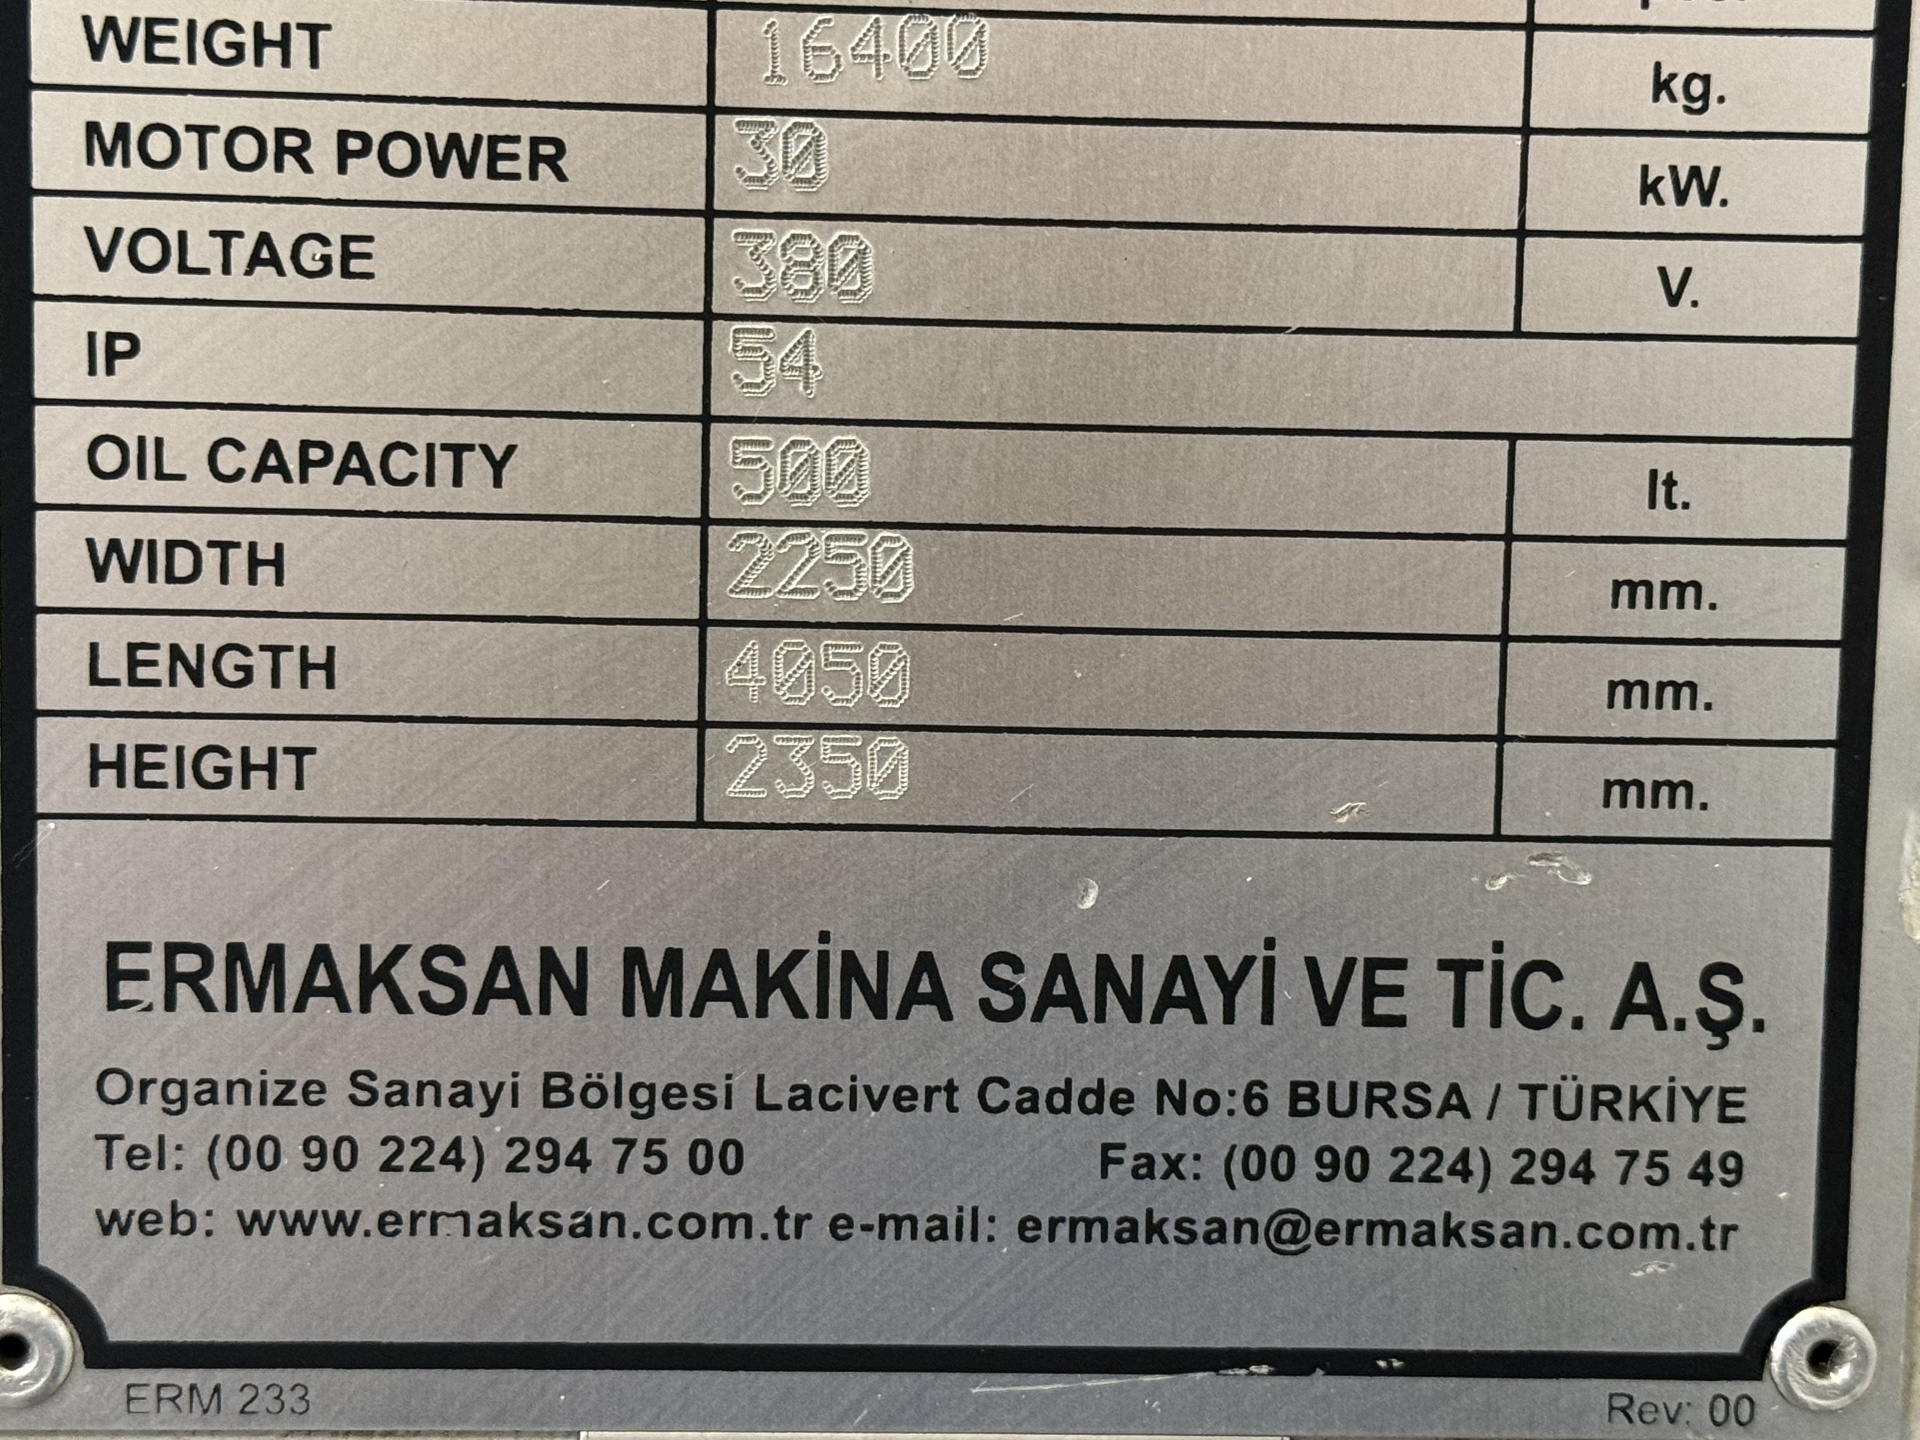 WEIGHT 16400 kg.
MOTOR POWER 30 kW.
VOLTAGE 380 V.
IP 54
OIL CAPACITY 500 lt.
WIDTH 2250 mm.
LENGTH 4050 mm.
HEIGHT 2350 mm.
ERMAKSAN MAKİNA SANAYİ VE TİC. A.Ş.
Organize Sanayi Bölgesi Lacivert Cadde No:6 BURSA / TÜRKİYE
Tel: (00 90 224) 294 75 00 Fax: (00 90 224) 294 75 49
web: www.ermaksan.com.tr e-mail: ermaksan@ermaksan.com.tr
ERM 233 Rev: 00